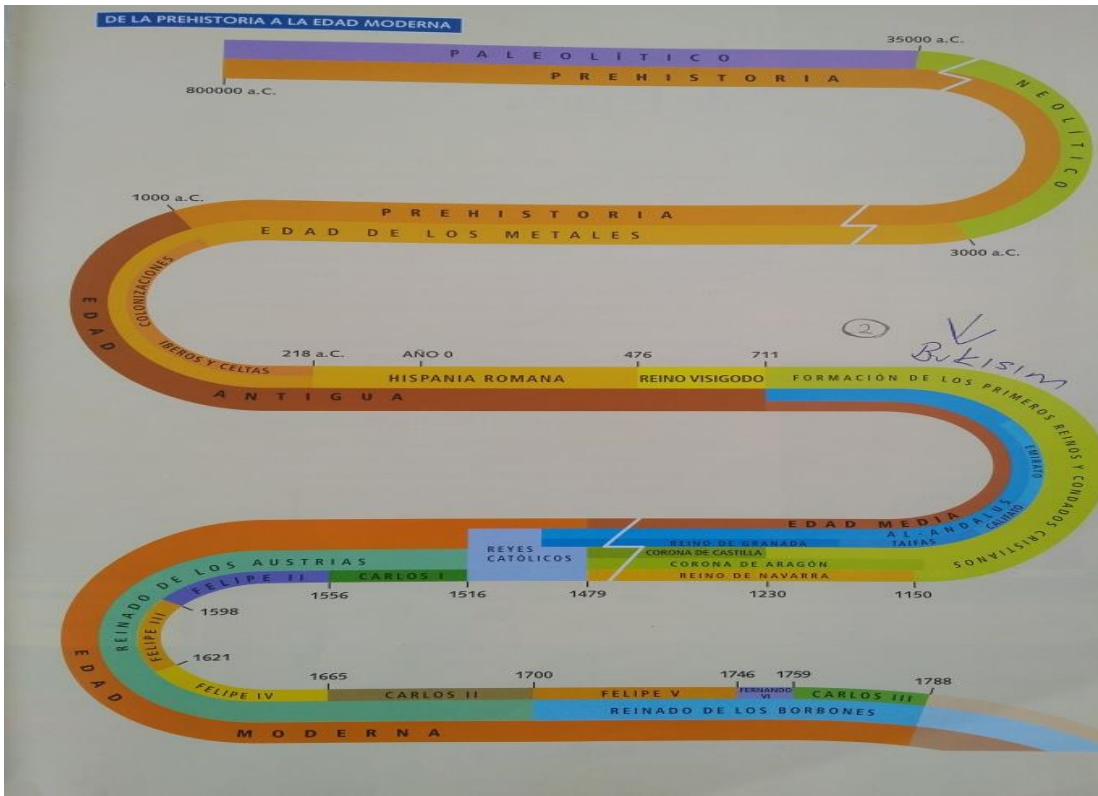 DE LA PREHISTORIA A LA EDAD MODERNA
35000 a.C.
PALEOLÍTICO
PREHISTORIA
800000 a.C.
NEOLÍTICO
1000 a.C.
PREHISTORIA
EDAD DE LOS METALES
3000 a.C.
COLONIZACIONES
IBEROS Y CELTAS
EDAD ANTIGUA
218 a.C.
AÑO 0
476
711
2
HISPANIA ROMANA
REINO VISIGODO
FORMACIÓN DE LOS PRIMEROS REINOS Y CONDADOS CRISTIANOS
EMIRATO
CALIFATO
TAIFAS
AL-ANDALUS
EDAD MEDIA
REINO DE GRANADA
CORONA DE CASTILLA
CORONA DE ARAGÓN
REINO DE NAVARRA
REYES
CATÓLICOS
REINADO DE LOS AUSTRIAS
FELIPE II
CARLOS I
1556
1516
1479
1230
1150
1598
FELIPE III
1621
EDAD MODERNA
1665
1700
1746
1759
1788
FELIPE IV
CARLOS II
FELIPE V
FERNANDO
VI
CARLOS III
REINADO DE LOS BORBONES